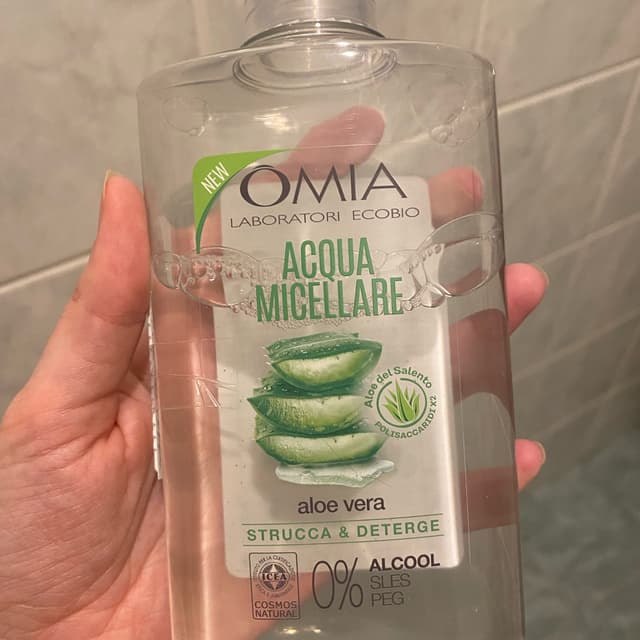 NEW
OMIA
LABORATORI ECOBIO
ACQUA
MICELLARE
Aloe del Salento
POLISACCARIDI X2
aloe vera
STRUCCA & DETERGE
ICEA
COSMOS
NATURAL
0% ALCOOL
SLES
PEG